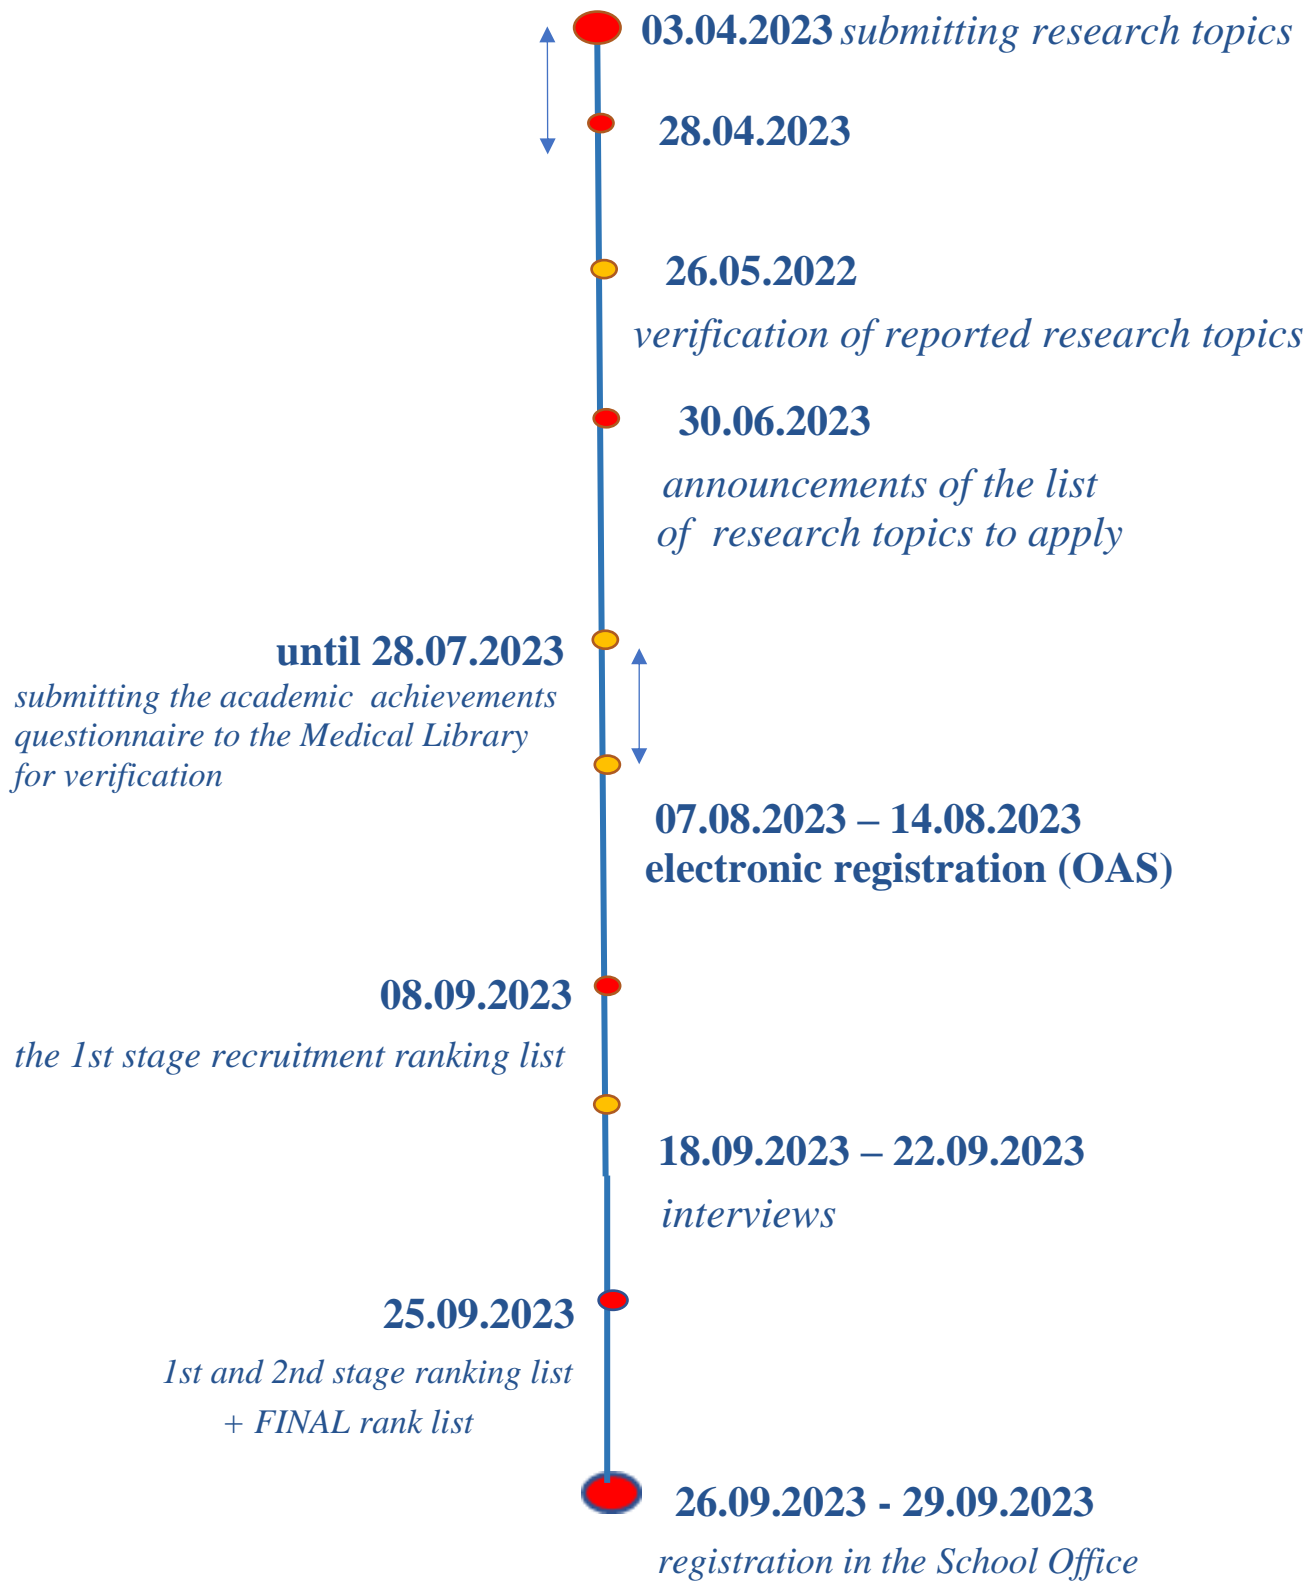 03.04.2023 submitting research topics
28.04.2023
26.05.2022
verification of reported research topics
30.06.2023
announcements of the list
of research topics to apply
until 28.07.2023
submitting the academic achievements
questionnaire to the Medical Library
for verification
07.08.2023 – 14.08.2023
electronic registration (OAS)
08.09.2023
the 1st stage recruitment ranking list
18.09.2023 – 22.09.2023
interviews
25.09.2023
1st and 2nd stage ranking list
+ FINAL rank list
26.09.2023 - 29.09.2023
registration in the School Office